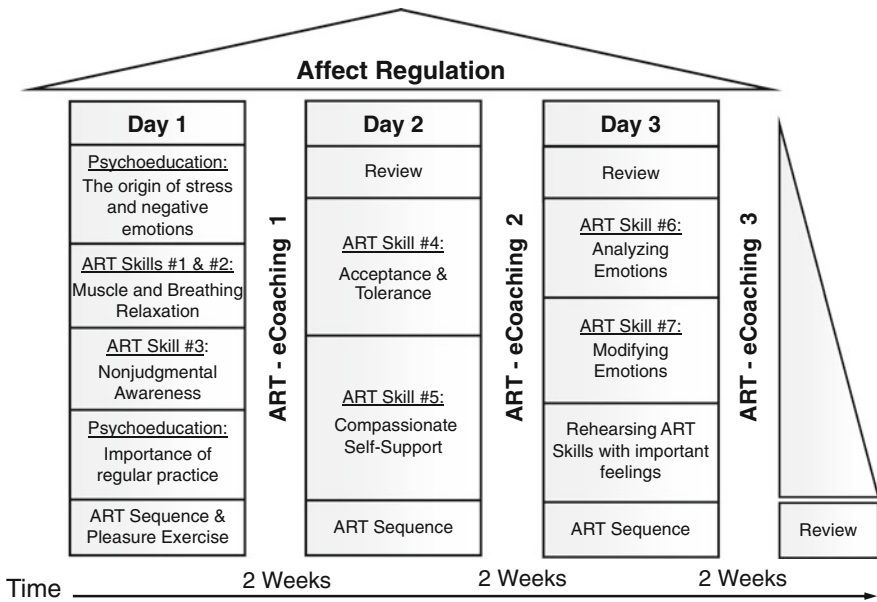 Affect Regulation
Day 1
Psychoeducation:
The origin of stress
and negative
emotions
ART Skills #1 & #2:
Muscle and Breathing
Relaxation
ART Skill #3:
Nonjudgmental
Awareness
Psychoeducation:
Importance of
regular practice
ART Sequence &
Pleasure Exercise
ART - eCoaching 1
Day 2
Review
ART Skill #4:
Acceptance &
Tolerance
ART Skill #5:
Compassionate
Self-Support
ART Sequence
ART - eCoaching 2
Day 3
Review
ART Skill #6:
Analyzing
Emotions
ART Skill #7:
Modifying
Emotions
Rehearsing ART
Skills with important
feelings
ART Sequence
ART - eCoaching 3
Review
Time
2 Weeks
2 Weeks
2 Weeks